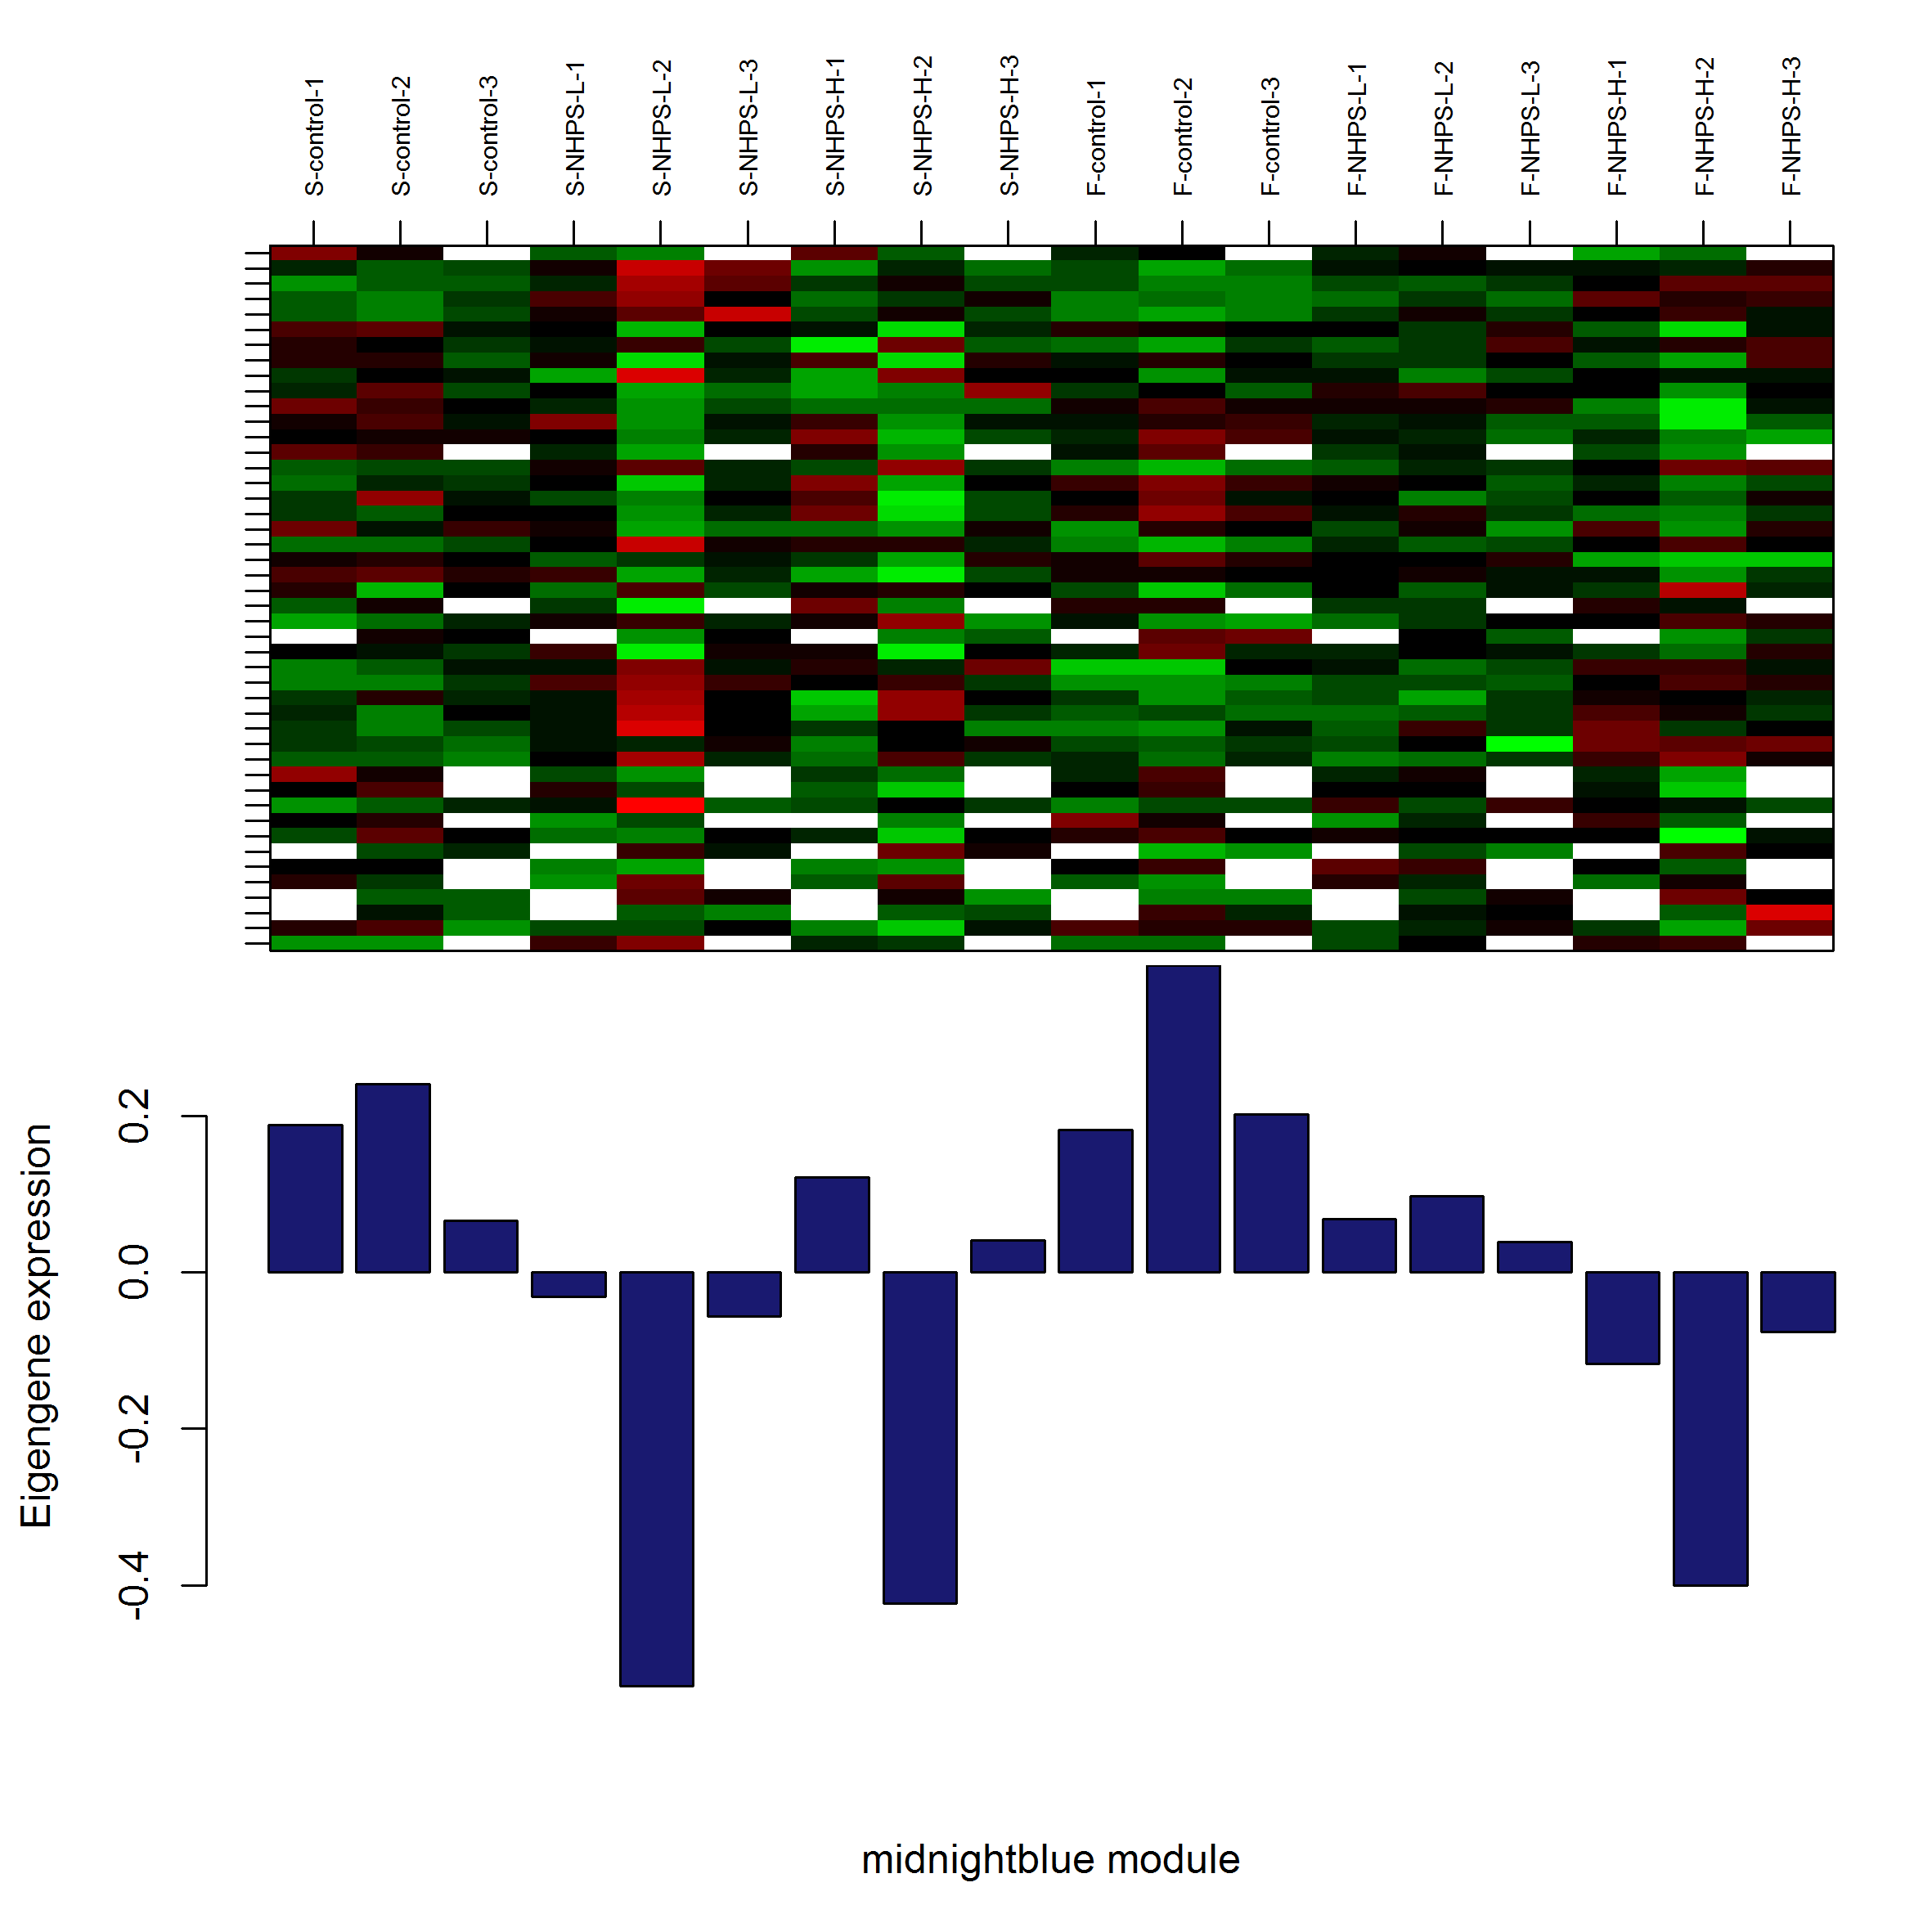 S-control-1
S-control-2
S-control-3
S-NHPS-L-1
S-NHPS-L-2
S-NHPS-L-3
S-NHPS-H-1
S-NHPS-H-2
S-NHPS-H-3
F-control-1
F-control-2
F-control-3
F-NHPS-L-1
F-NHPS-L-2
F-NHPS-L-3
F-NHPS-H-1
F-NHPS-H-2
F-NHPS-H-3
Eigengene expression
0.2
0.0
-0.2
-0.4
midnightblue module